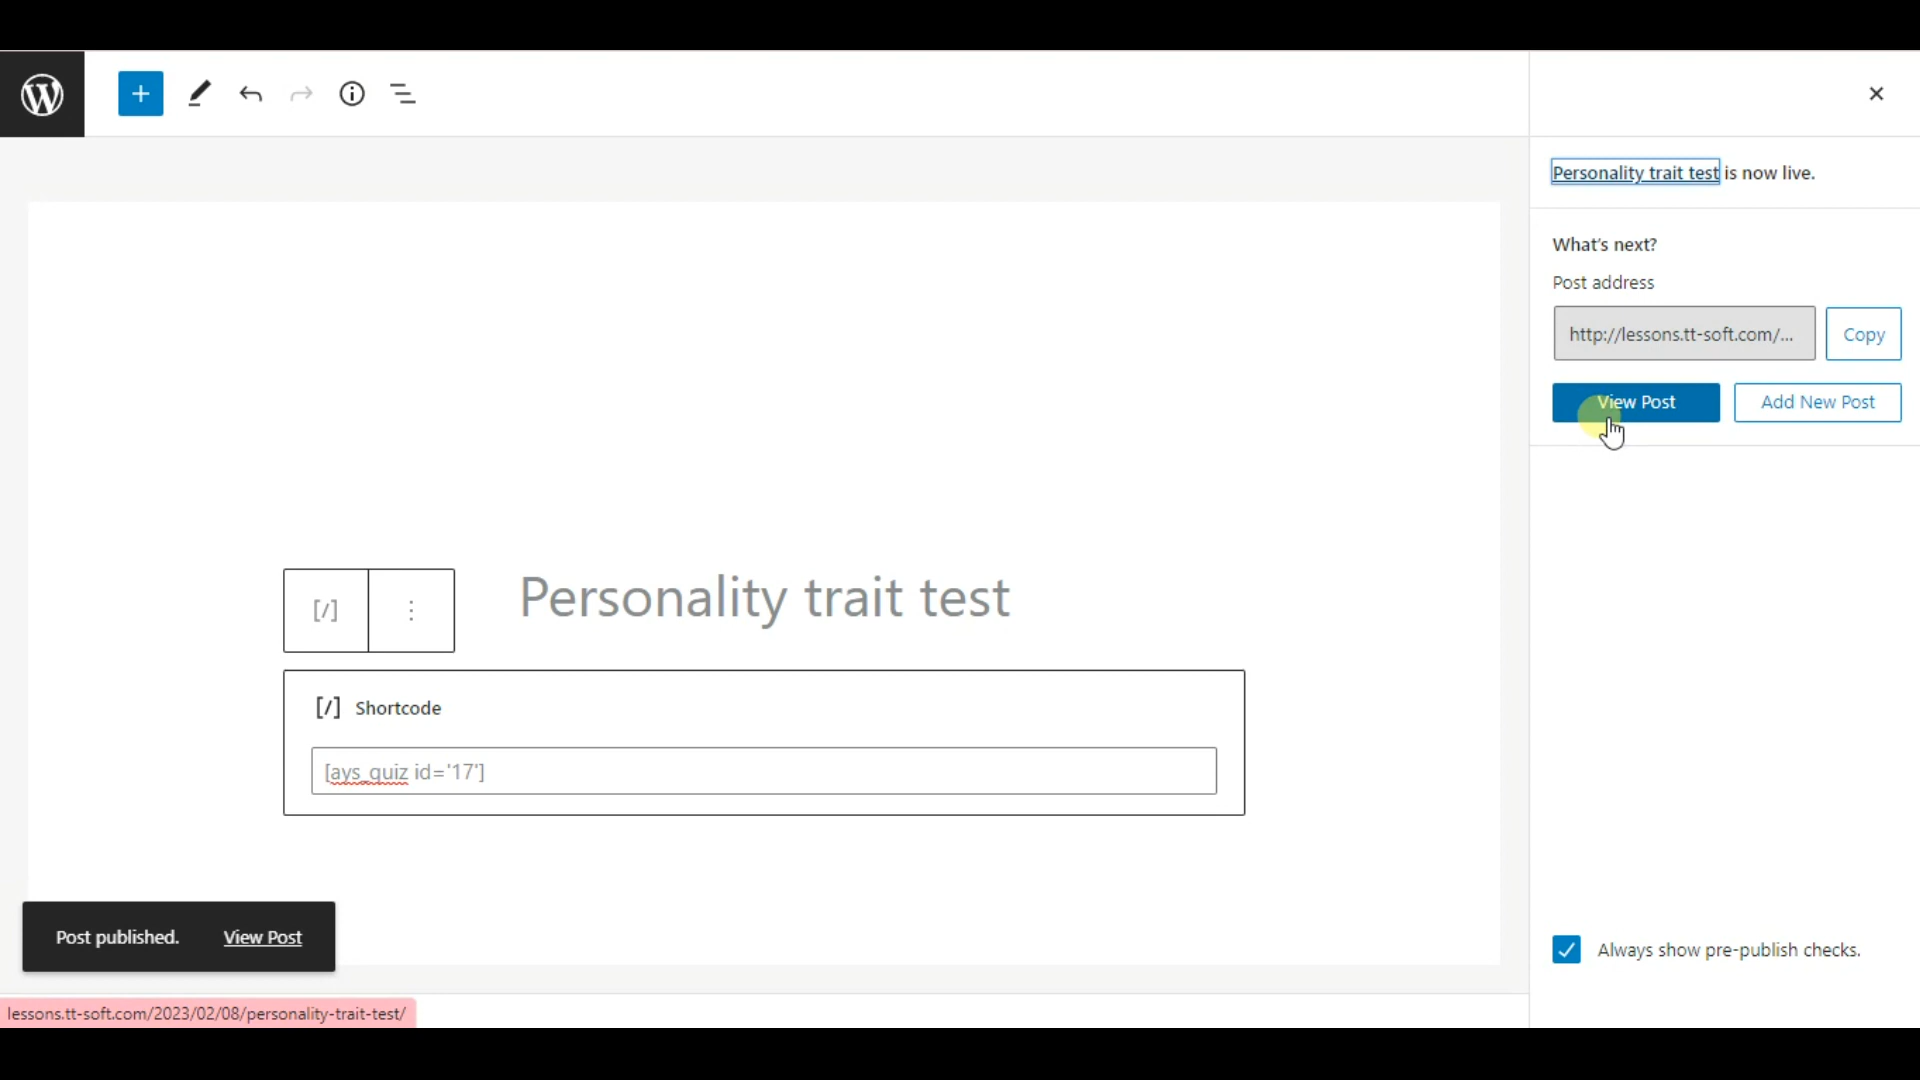 Personality trait test is now live.
What's next?
Post address
http://lessons.tt-soft.com/...
Copy
View Post
Add New Post
Personality trait test
[/]
[/] Shortcode
[ays_quiz id='17']
Post published. View Post
Always show pre-publish checks.
lessons.tt-soft.com/2023/02/08/personality-trait-test/